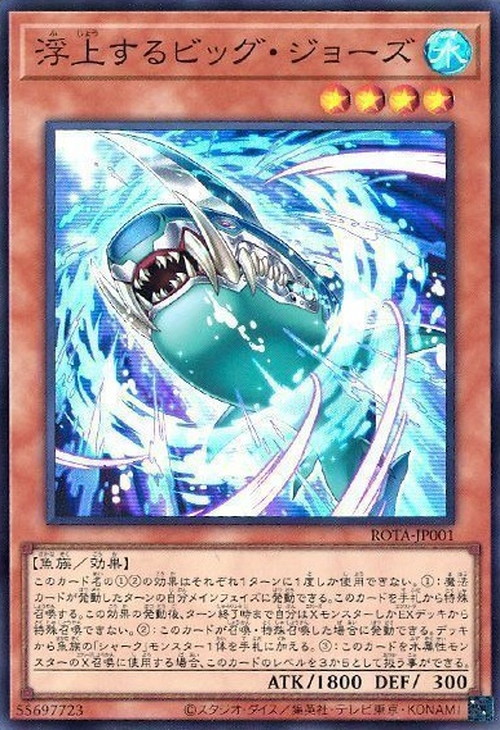 浮上するビッグ・ジョーズ
水
ROTA-JP001
【魚族／効果】
このカード名の①②の効果はそれぞれ1ターンに1度しか使用できない。①：魔法
カードが発動したターンの自分メインフェイズに発動できる。このカードを手札から特殊
召喚する。この効果の発動後、ターン終了時まで自分はXモンスターしかEXデッキから
特殊召喚できない。②：このカードが召喚・特殊召喚した場合に発動できる。デッキ
から魚族の「シャーク」モンスター1体を手札に加える。③：このカードを水属性モン
スターのX召喚に使用する場合、このカードのレベルを3か5として扱う事ができる。
ATK/1800 DEF/ 300
55697723
©スタジオ・ダイス／集英社・テレビ東京・KONAMI